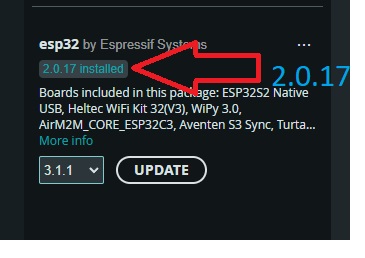 esp32 by Espressif Systems
2.0.17 installed
2.0.17
Boards included in this package: ESP32S2 Native
USB, Heltec WiFi Kit 32(V3), WiPy 3.0,
AirM2M_CORE_ESP32C3, Aventen S3 Sync, Turta...
More info
3.1.1
UPDATE